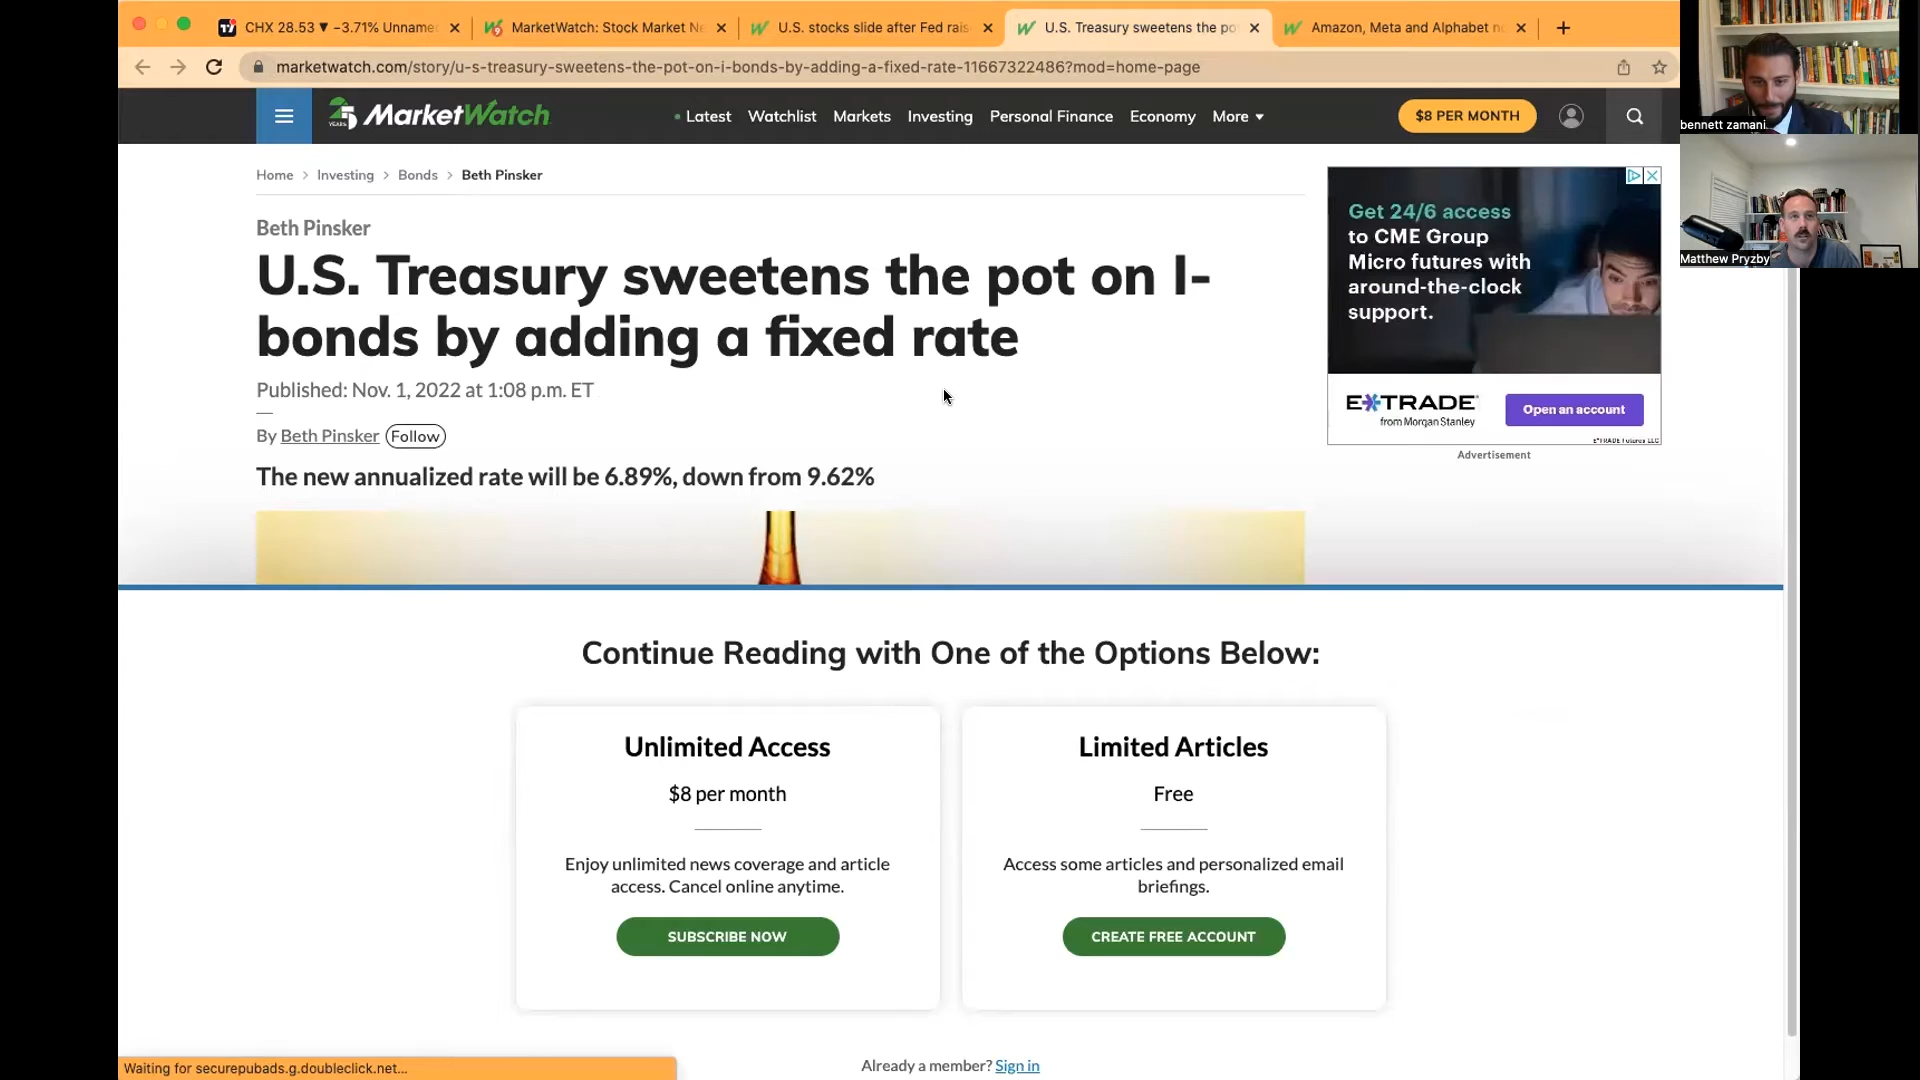 CHX 28.53 ▼ −3.71% Unname
MarketWatch: Stock Market Ne
U.S. stocks slide after Fed rais
U.S. Treasury sweetens the po
Amazon, Meta and Alphabet no
marketwatch.com/story/u-s-treasury-sweetens-the-pot-on-i-bonds-by-adding-a-fixed-rate-11667322486?mod=home-page
MarketWatch
Latest Watchlist Markets Investing Personal Finance Economy More
$8 PER MONTH
bennett zamani
Matthew Pryzby
Home > Investing > Bonds > Beth Pinsker
Beth Pinsker
U.S. Treasury sweetens the pot on I-
bonds by adding a fixed rate
Published: Nov. 1, 2022 at 1:08 p.m. ET
By Beth Pinsker Follow
The new annualized rate will be 6.89%, down from 9.62%
Get 24/6 access
to CME Group
Micro futures with
around-the-clock
support.
E*TRADE
from Morgan Stanley
Open an account
E*TRADE Futures LLC
Advertisement
Continue Reading with One of the Options Below:
Unlimited Access
$8 per month
Enjoy unlimited news coverage and article
access. Cancel online anytime.
SUBSCRIBE NOW
Limited Articles
Free
Access some articles and personalized email
briefings.
CREATE FREE ACCOUNT
Already a member? Sign in
Waiting for securepubads.g.doubleclick.net...